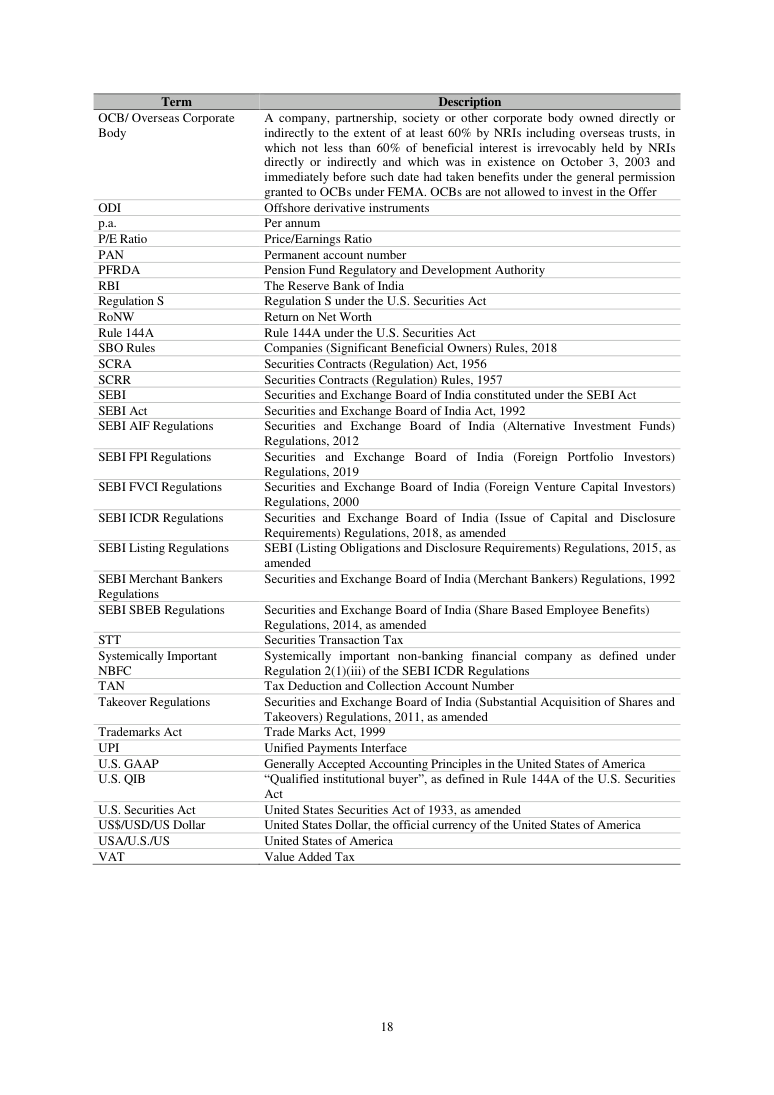 Term Description
OCB/ Overseas Corporate Body A company, partnership, society or other corporate body owned directly or
indirectly to the extent of at least 60% by NRIs including overseas trusts, in
which not less than 60% of beneficial interest is irrevocably held by NRIs
directly or indirectly and which was in existence on October 3, 2003 and
immediately before such date had taken benefits under the general permission
granted to OCBs under FEMA. OCBs are not allowed to invest in the Offer
ODI Offshore derivative instruments
p.a. Per annum
P/E Ratio Price/Earnings Ratio
PAN Permanent account number
PFRDA Pension Fund Regulatory and Development Authority
RBI The Reserve Bank of India
Regulation S Regulation S under the U.S. Securities Act
RoNW Return on Net Worth
Rule 144A Rule 144A under the U.S. Securities Act
SBO Rules Companies (Significant Beneficial Owners) Rules, 2018
SCRA Securities Contracts (Regulation) Act, 1956
SCRR Securities Contracts (Regulation) Rules, 1957
SEBI Securities and Exchange Board of India constituted under the SEBI Act
SEBI Act Securities and Exchange Board of India Act, 1992
SEBI AIF Regulations Securities and Exchange Board of India (Alternative Investment Funds)
Regulations, 2012
SEBI FPI Regulations Securities and Exchange Board of India (Foreign Portfolio Investors)
Regulations, 2019
SEBI FVCI Regulations Securities and Exchange Board of India (Foreign Venture Capital Investors)
Regulations, 2000
SEBI ICDR Regulations Securities and Exchange Board of India (Issue of Capital and Disclosure
Requirements) Regulations, 2018, as amended
SEBI Listing Regulations SEBI (Listing Obligations and Disclosure Requirements) Regulations, 2015, as
amended
SEBI Merchant Bankers Securities and Exchange Board of India (Merchant Bankers) Regulations, 1992
Regulations
SEBI SBEB Regulations Securities and Exchange Board of India (Share Based Employee Benefits)
Regulations, 2014, as amended
STT Securities Transaction Tax
Systemically Important Systemically important non-banking financial company as defined under
NBFC Regulation 2(1)(iii) of the SEBI ICDR Regulations
TAN Tax Deduction and Collection Account Number
Takeover Regulations Securities and Exchange Board of India (Substantial Acquisition of Shares and
Takeovers) Regulations, 2011, as amended
Trademarks Act Trade Marks Act, 1999
UPI Unified Payments Interface
U.S. GAAP Generally Accepted Accounting Principles in the United States of America
U.S. QIB “Qualified institutional buyer”, as defined in Rule 144A of the U.S. Securities
Act
U.S. Securities Act United States Securities Act of 1933, as amended
US$/USD/US Dollar United States Dollar, the official currency of the United States of America
USA/U.S./US United States of America
VAT Value Added Tax
18